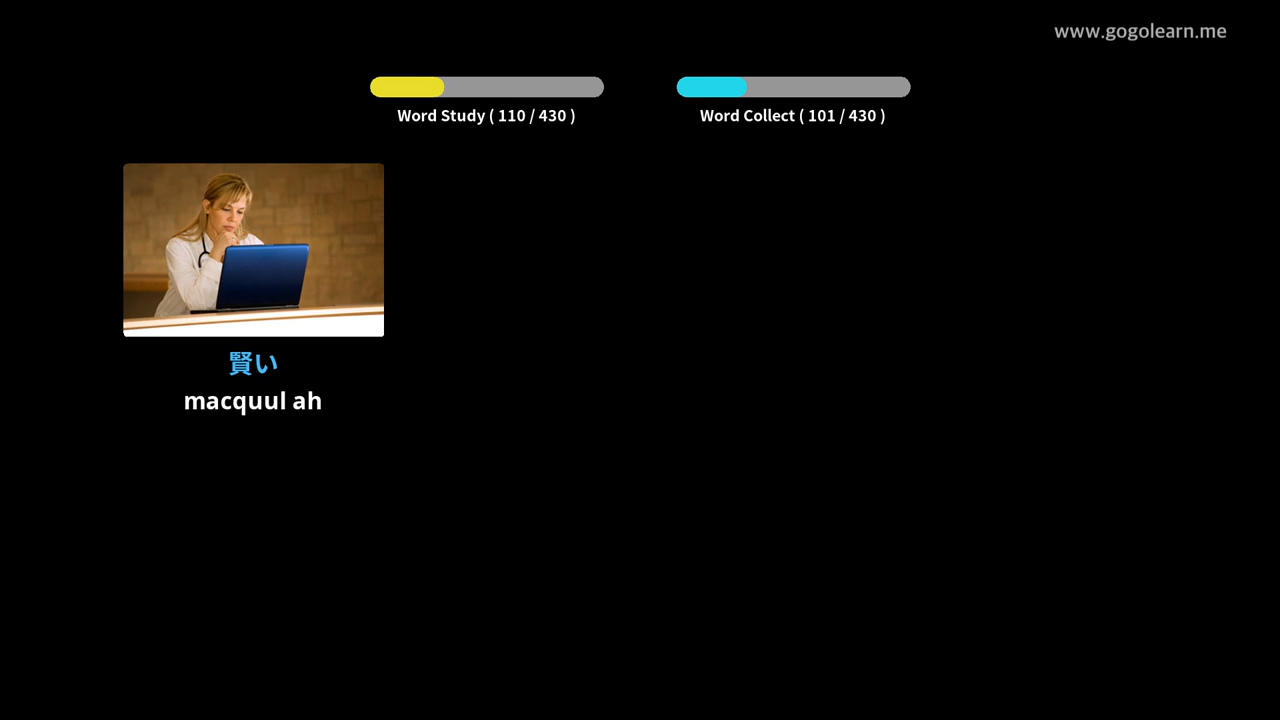 www.gogolearn.me
Word Study ( 110 / 430 )
Word Collect ( 101 / 430 )
賢い
macquul ah